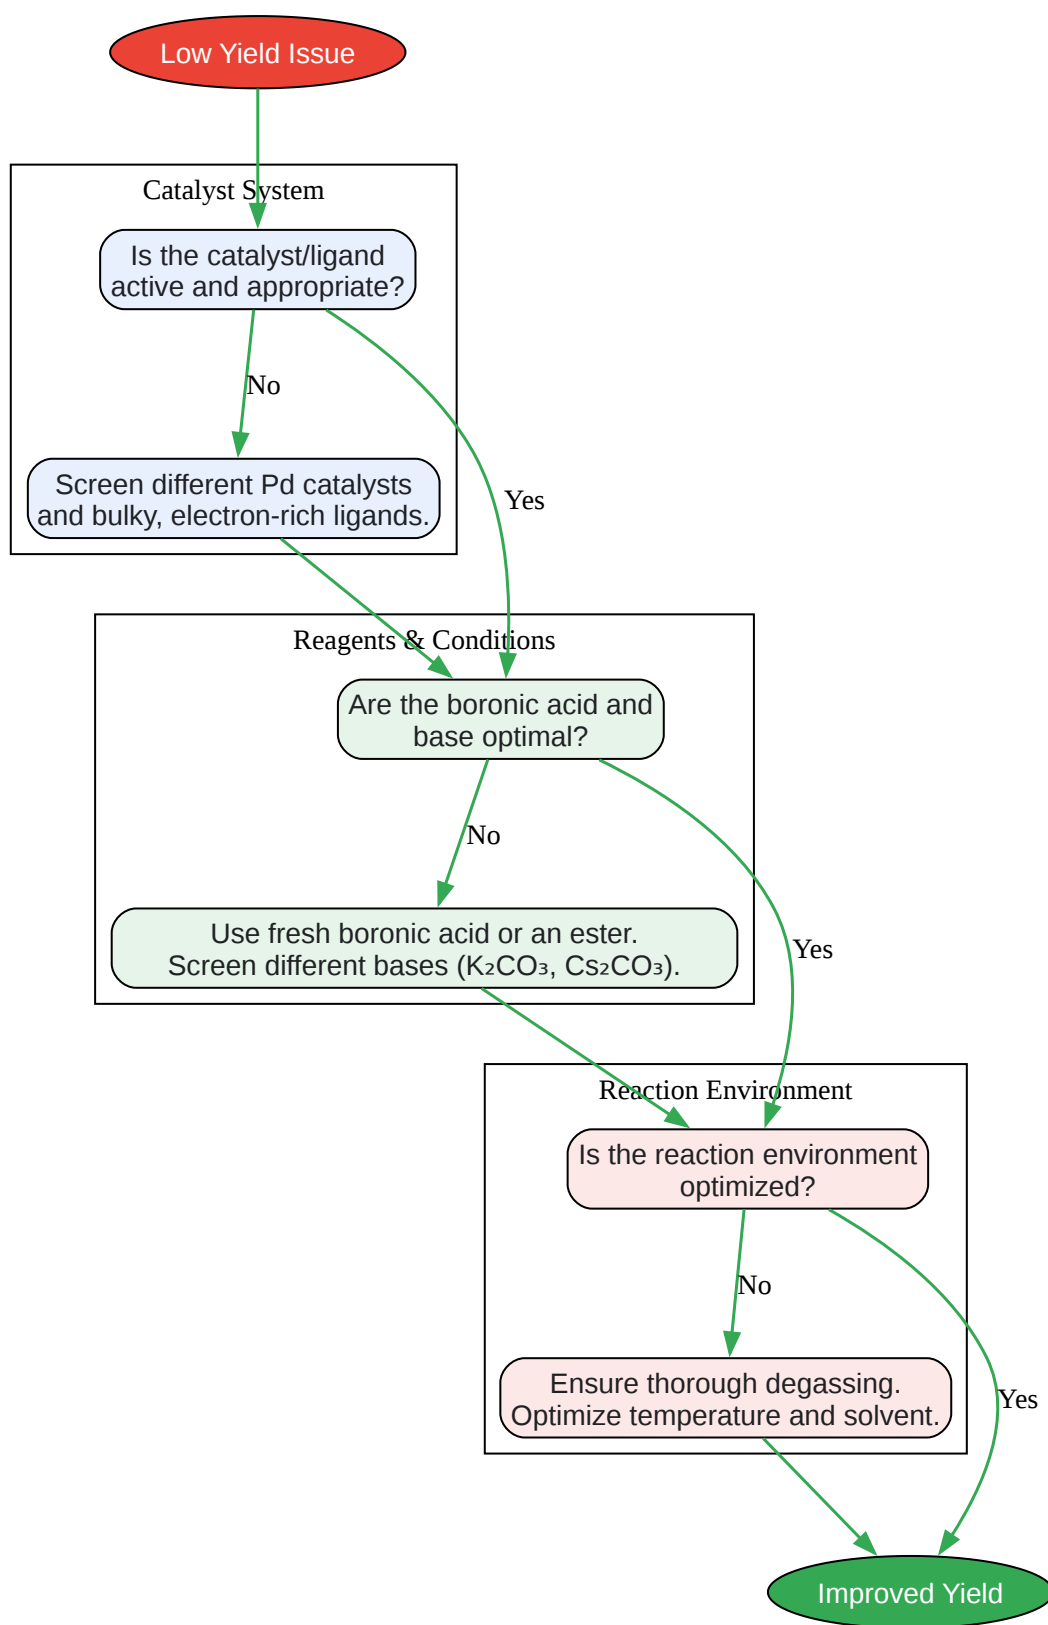 Low Yield Issue
Catalyst System
Is the catalyst/ligand
active and appropriate?
No
Screen different Pd catalysts
and bulky, electron-rich ligands.
Yes
Reagents & Conditions
Are the boronic acid and
base optimal?
No
Use fresh boronic acid or an ester.
Screen different bases (K₂CO₃, Cs₂CO₃).
Yes
Reaction Environment
Is the reaction environment
optimized?
No
Ensure thorough degassing.
Optimize temperature and solvent.
Yes
Improved Yield